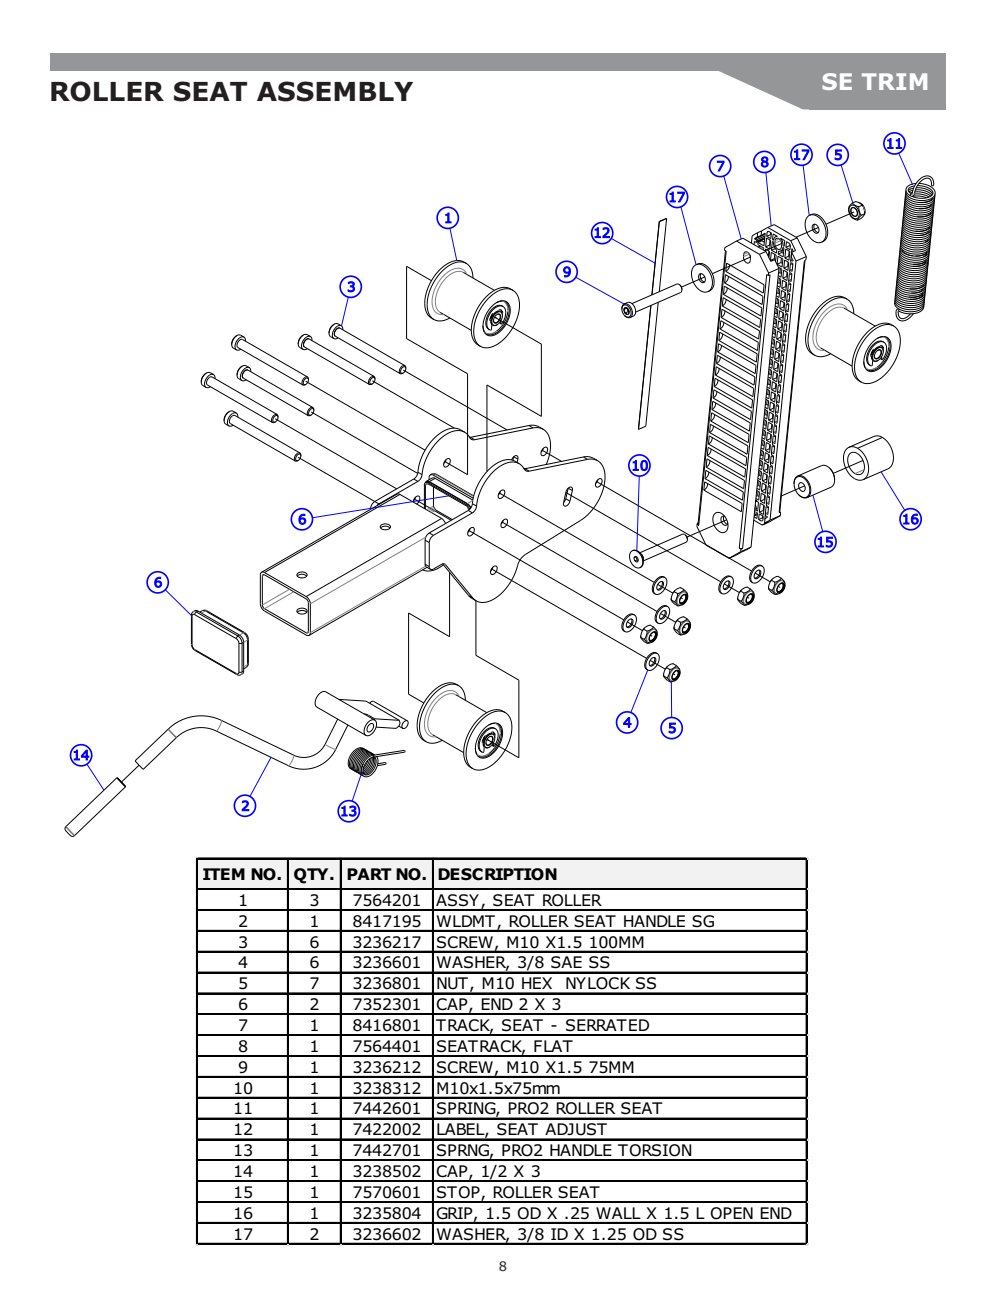 SE TRIM
ROLLER SEAT ASSEMBLY
11
17
5
8
7
17
1
12
9
3
10
6
16
15
6
4
5
14
2
13
ITEM NO. QTY. PART NO. DESCRIPTION
1 3 7564201 ASSY, SEAT ROLLER
2 1 8417195 WLDMT, ROLLER SEAT HANDLE SG
3 6 3236217 SCREW, M10 X1.5 100MM
4 6 3236601 WASHER, 3/8 SAE SS
5 7 3236801 NUT, M10 HEX NYLOCK SS
6 2 7352301 CAP, END 2 X 3
7 1 8416801 TRACK, SEAT - SERRATED
8 1 7564401 SEATRACK, FLAT
9 1 3236212 SCREW, M10 X1.5 75MM
10 1 3238312 M10x1.5x75mm
11 1 7442601 SPRING, PRO2 ROLLER SEAT
12 1 7422002 LABEL, SEAT ADJUST
13 1 7442701 SPRNG, PRO2 HANDLE TORSION
14 1 3238502 CAP, 1/2 X 3
15 1 7570601 STOP, ROLLER SEAT
16 1 3235804 GRIP, 1.5 OD X .25 WALL X 1.5 L OPEN END
17 2 3236602 WASHER, 3/8 ID X 1.25 OD SS
8